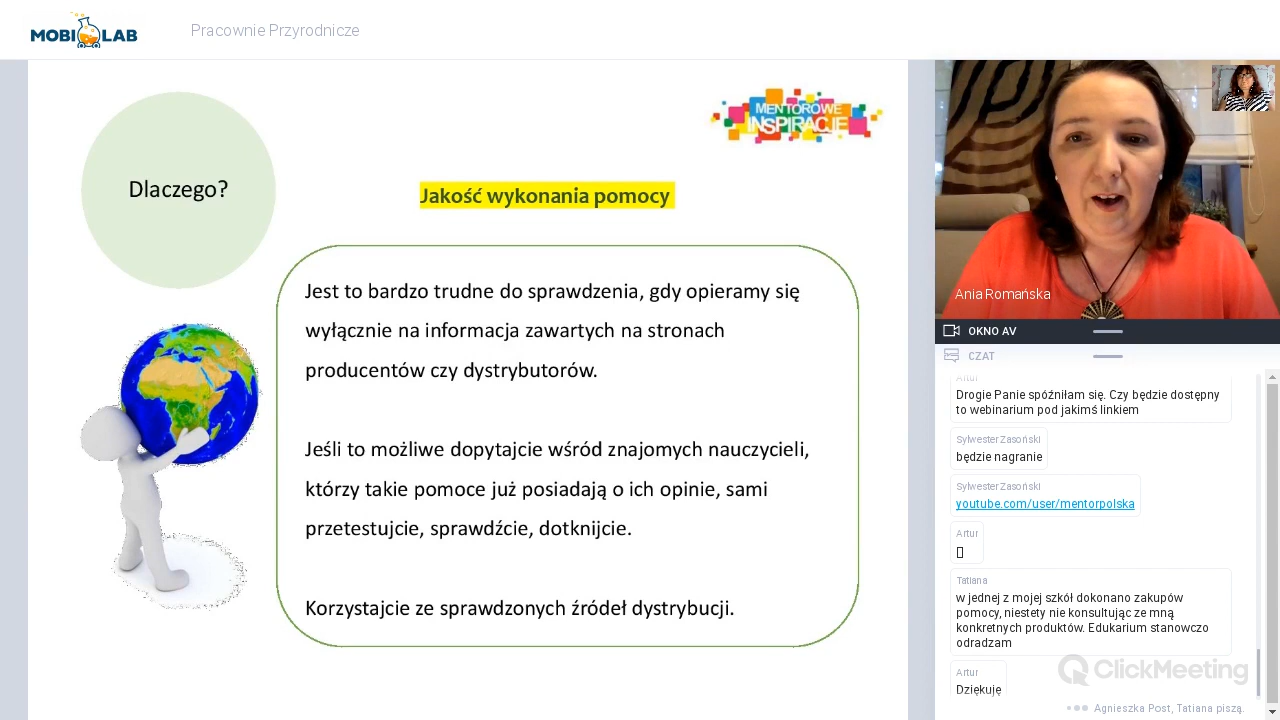 MOBILAB
Pracownie Przyrodnicze
MENTOROWE
INSPIRACJE
Dlaczego?
Jakość wykonania pomocy
Jest to bardzo trudne do sprawdzenia, gdy opieramy się
wyłącznie na informacja zawartych na stronach
producentów czy dystrybutorów.
Jeśli to możliwe dopytajcie wśród znajomych nauczycieli,
którzy takie pomoce już posiadają o ich opinie, sami
przetestujcie, sprawdźcie, dotknijcie.
Korzystajcie ze sprawdzonych źródeł dystrybucji.
Ania Romańska
OKNO AV
CZAT
Artur
Drogie Panie spóźniłam się. Czy będzie dostępny
to webinarium pod jakimś linkiem
Sylwester Zasoński
będzie nagranie
Sylwester Zasoński
youtube.com/user/mentorpolska
Artur
Tatiana
w jednej z mojej szkół dokonano zakupów
pomocy, niestety nie konsultując ze mną
konkretnych produktów. Edukarium stanowczo
odradzam
Artur
Dziękuję
ClickMeeting
Agnieszka Post, Tatiana piszą.